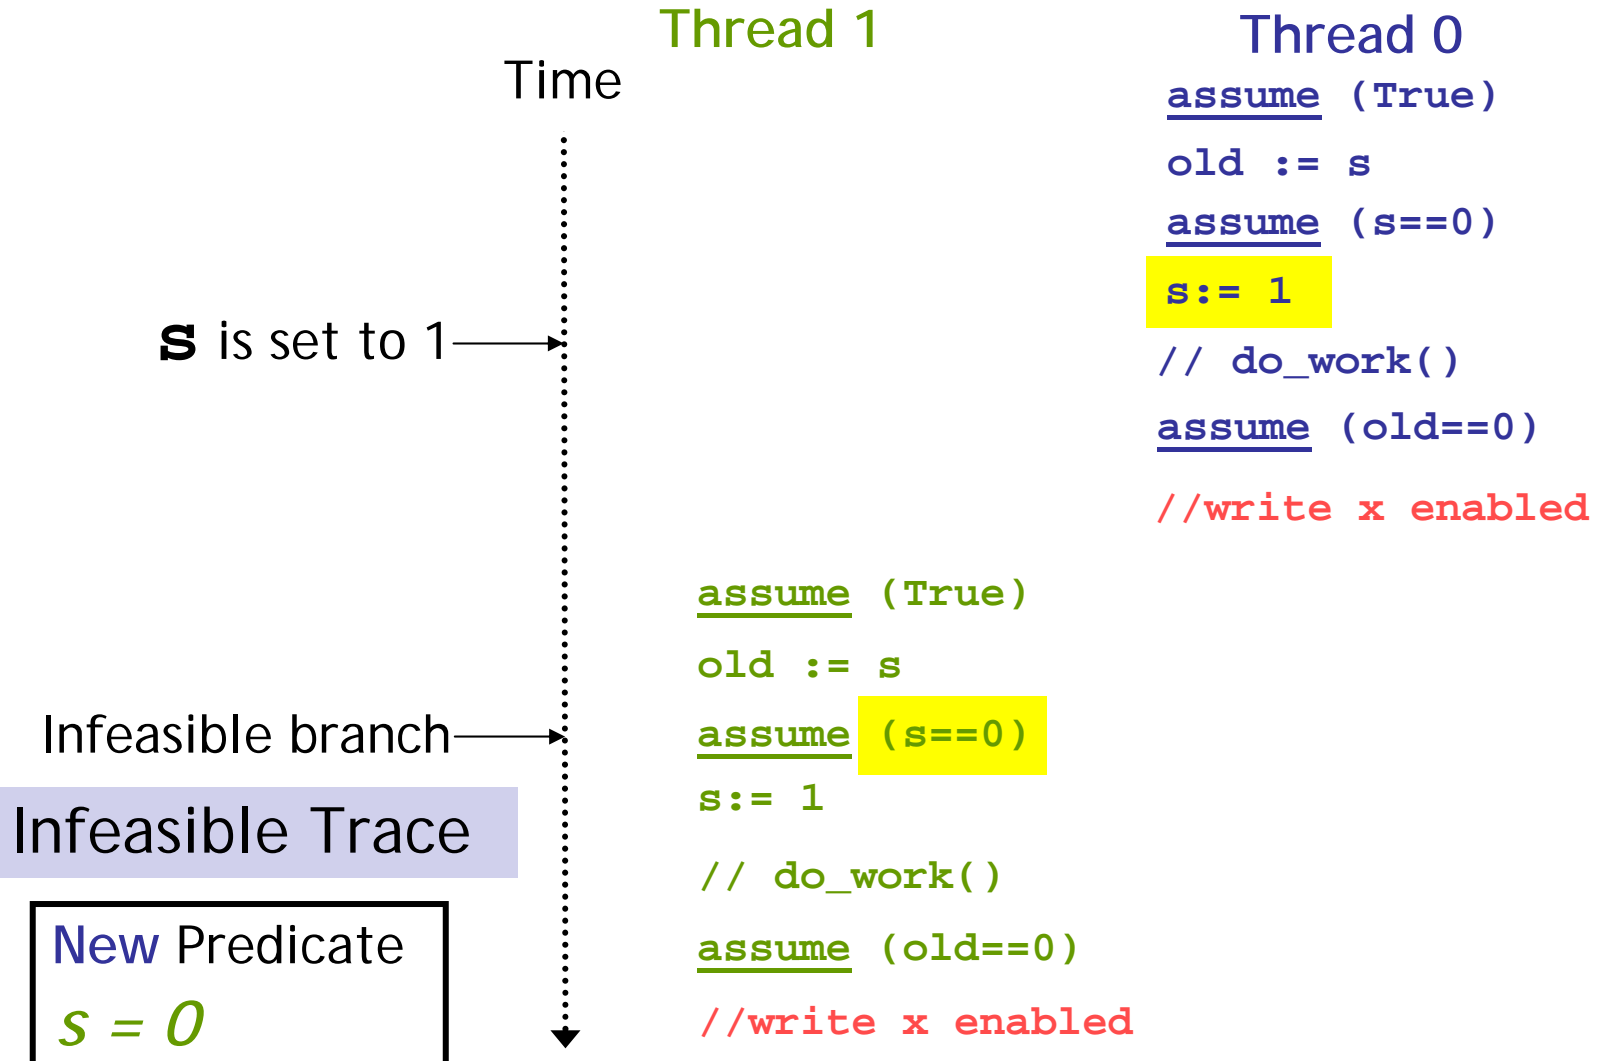 Thread 1
Thread 0
Time
assume (True)
old := s
assume (s==0)
s:= 1
s is set to 1
// do_work()
assume (old==0)
//write x enabled
assume (True)
old := s
Infeasible branch
assume (s==0)
s:= 1
Infeasible Trace
// do_work()
New Predicate
assume (old==0)
s = 0
//write x enabled